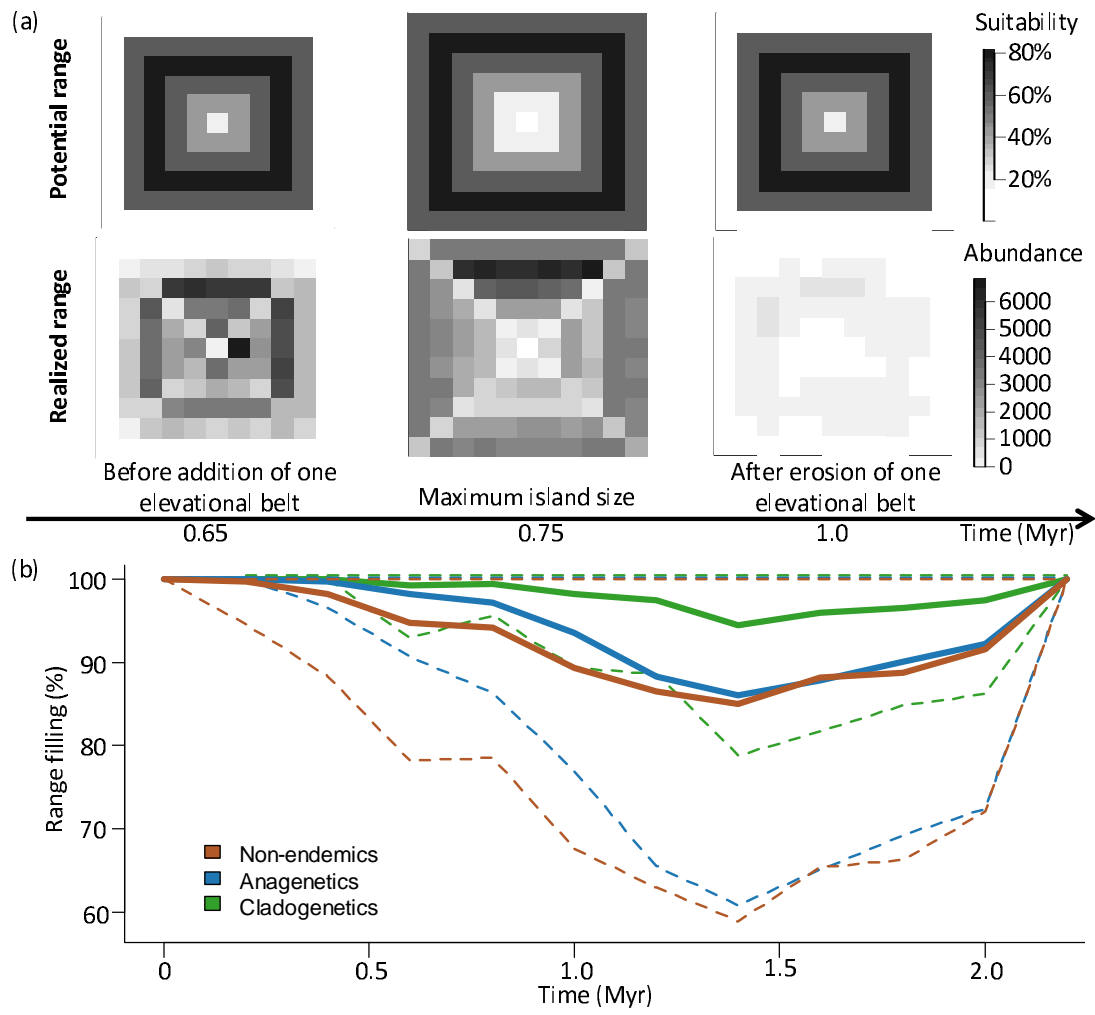 (a)
Potential range
Suitability
80%
60%
40%
20%
Realized range
Abundance
6000
5000
4000
3000
2000
1000
0
Before addition of one
elevational belt
Maximum island size
After erosion of one
elevational belt
0.65
0.75
1.0
Time (Myr)
(b)
Range filling (%)
100
90
80
70
60
Non-endemics
Anagenetics
Cladogenetics
0
0.5
1.0
1.5
2.0
Time (Myr)